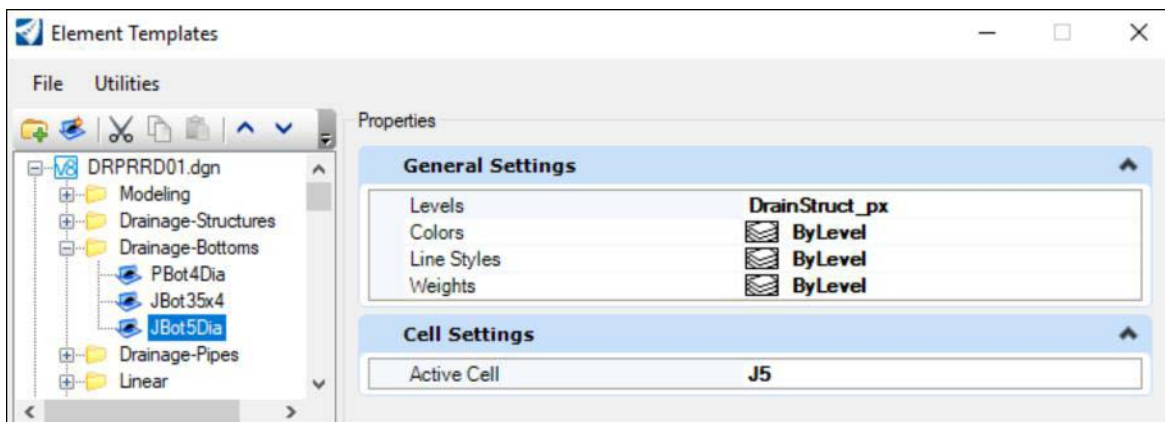 Element Templates
File Utilities
Properties
V8 DRPRRD01.dgn
Modeling
Drainage-Structures
Drainage-Bottoms
PBot4Dia
JBot35x4
JBot5Dia
Drainage-Pipes
Linear
General Settings
Levels DrainStruct_px
Colors ByLevel
Line Styles ByLevel
Weights ByLevel
Cell Settings
Active Cell J5